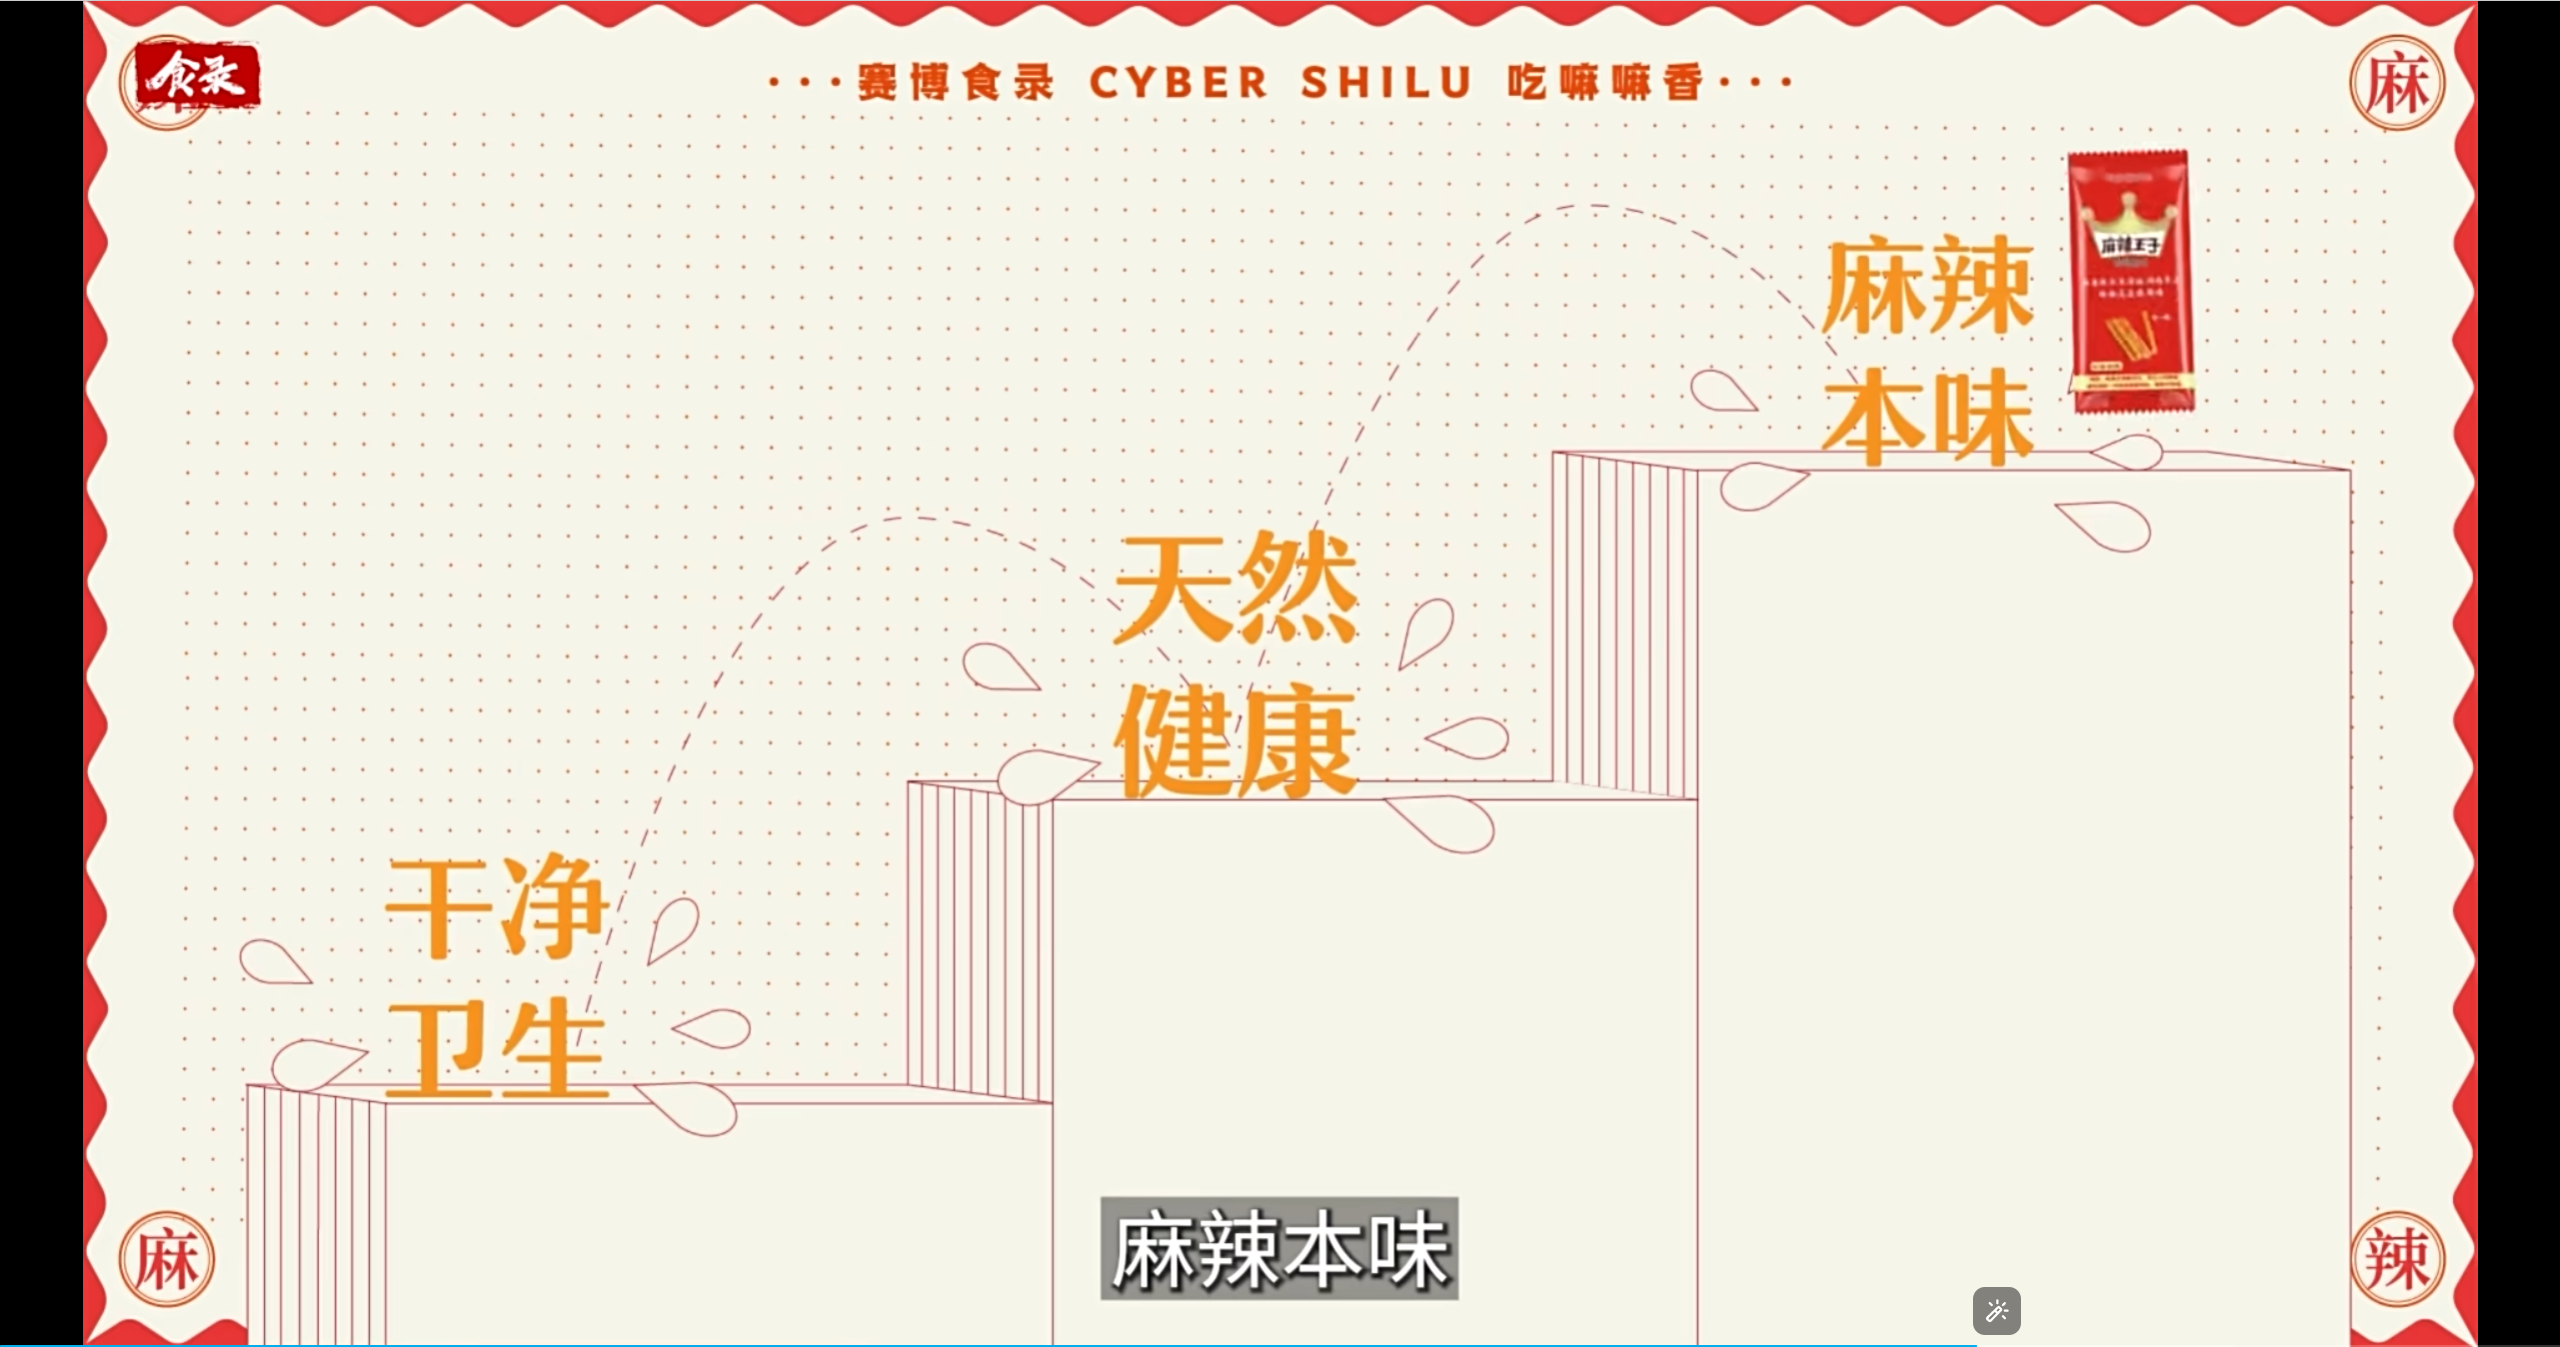 食录
···赛博食录 CYBER SHILU 吃嘛嘛香···
麻
麻辣
本味
麻辣王子
天然
健康
干净
卫生
麻辣本味
麻
辣